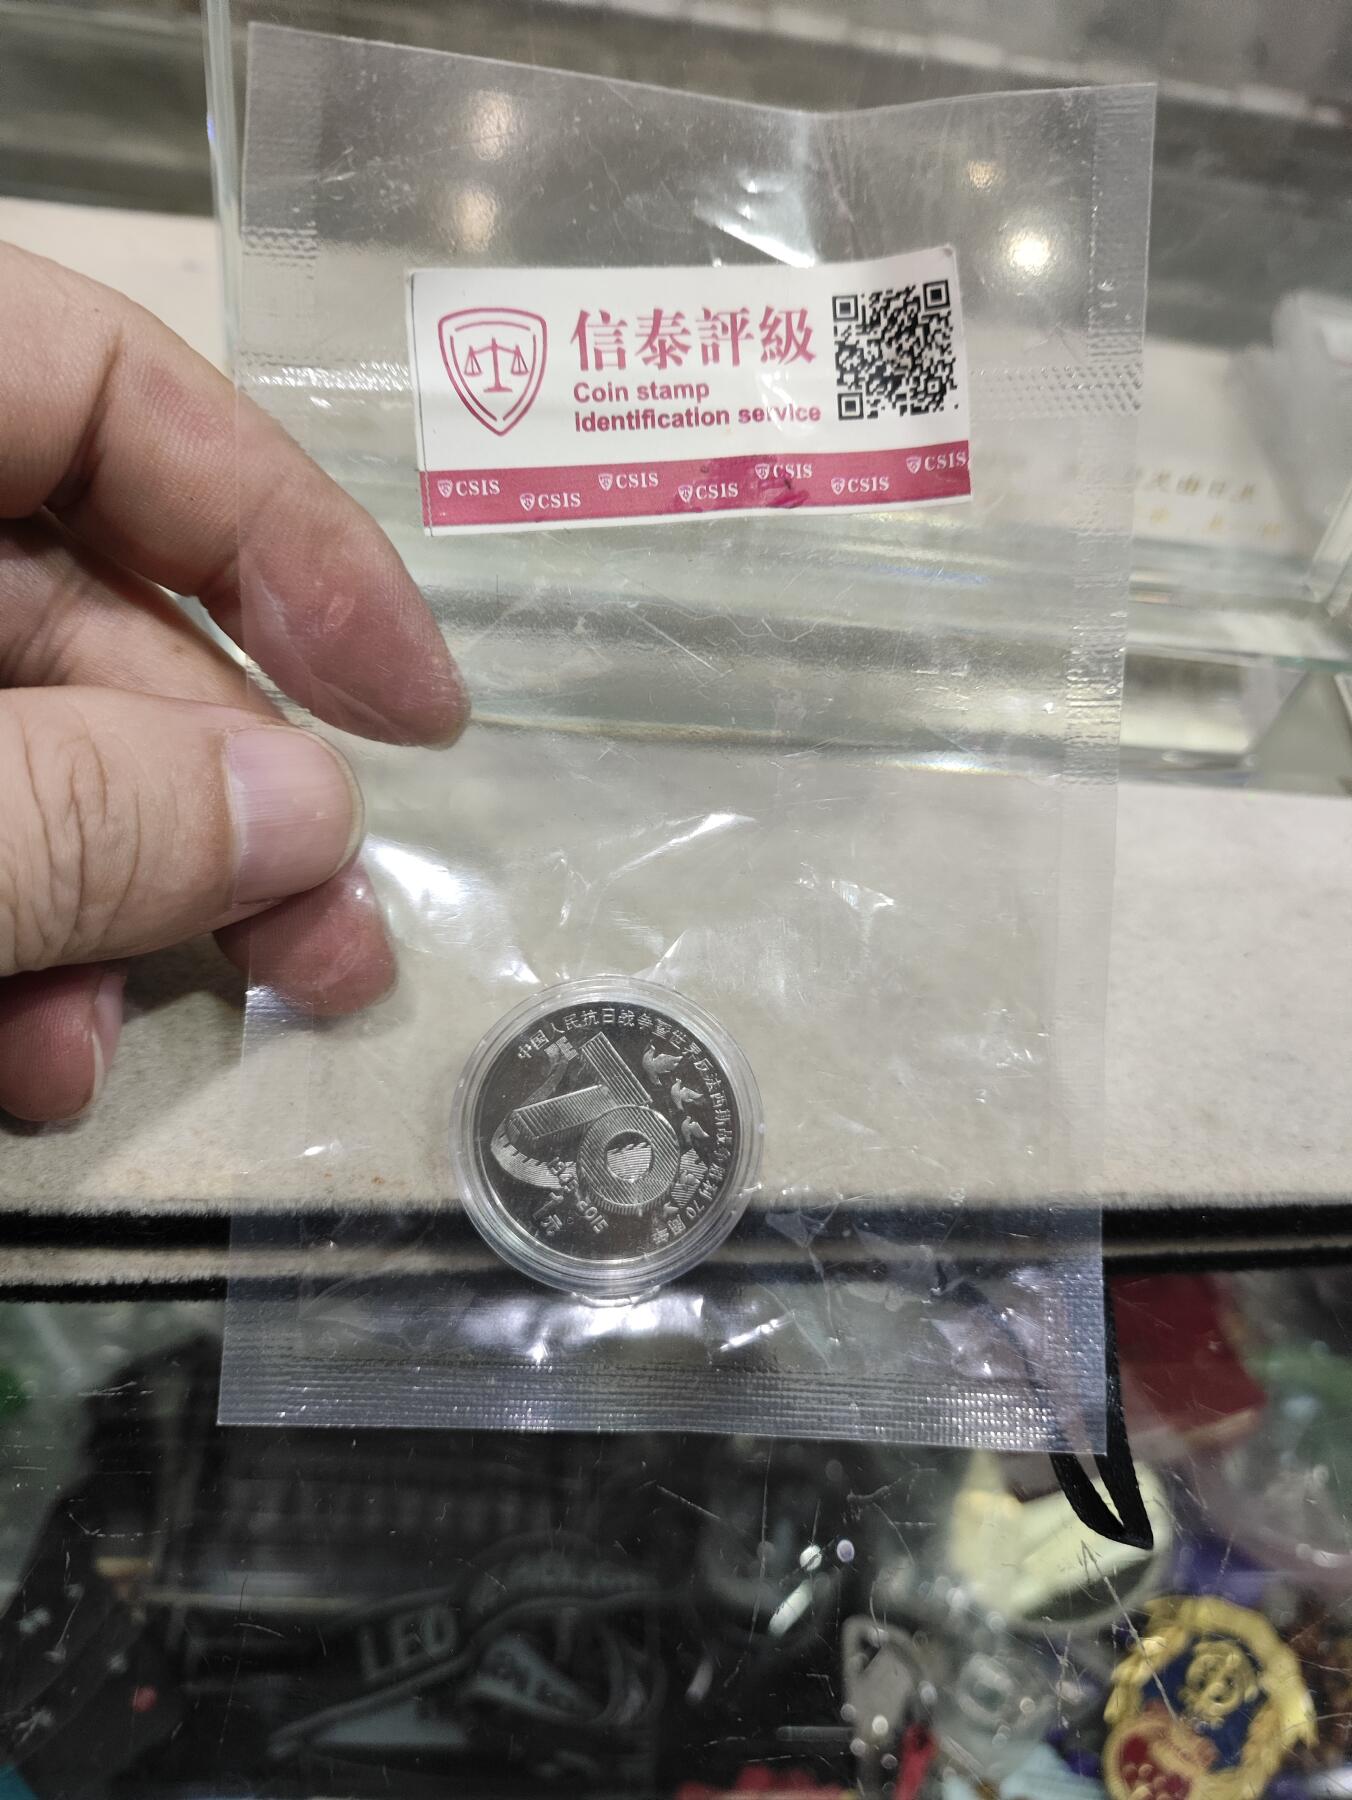 信泰評級
Coin stamp
Identification service
CSIS CSIS CSIS CSIS CSIS CSIS CSIS
中国人民抗日战争暨世界反法西斯战争胜利70周年
1945-2015
1元
LEO